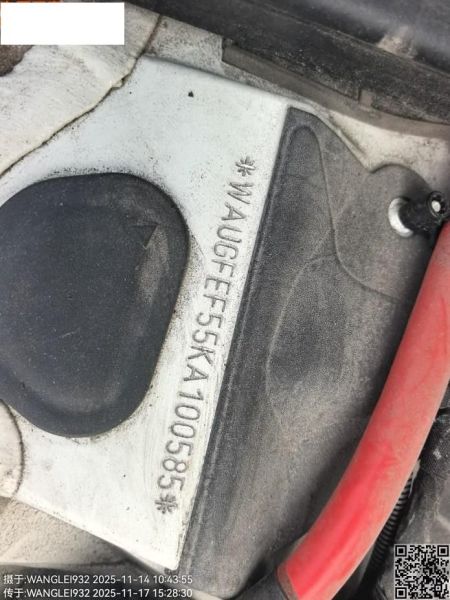 *WAUGFEF55KA100585*
摄于:WANGLEI932 2025-11-14 10:43:55
传于:WANGLEI932 2025-11-17 15:28:30